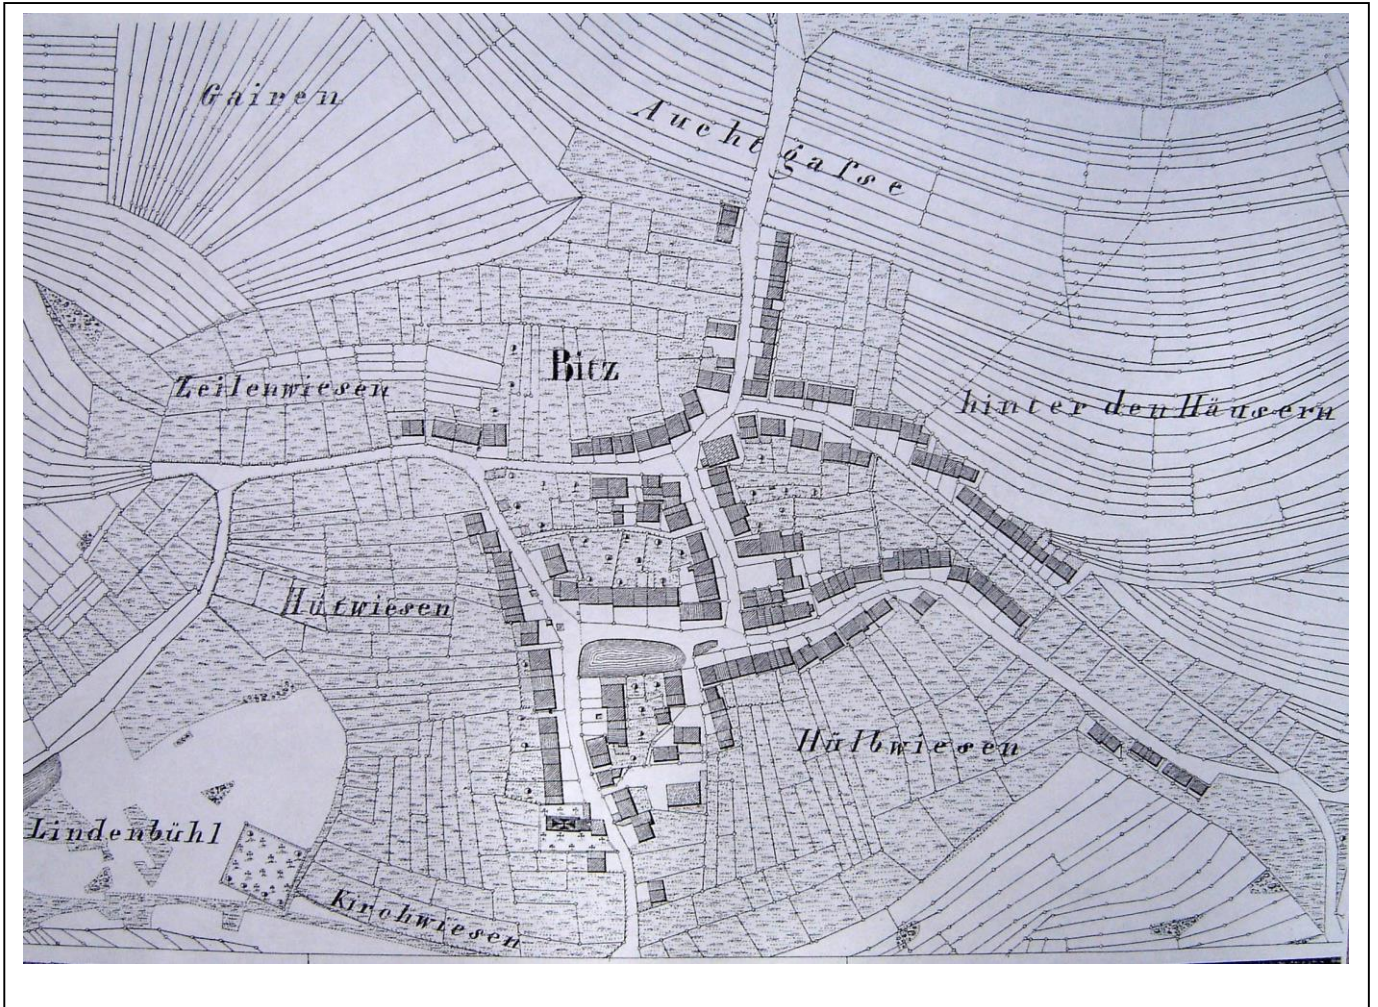 Gairen
Auchtgaſse
Bitz
Zeilenwiesen
hinter den Häusern
Hütwiesen
Hülbwiesen
Lindenbühl
Kirchwiesen